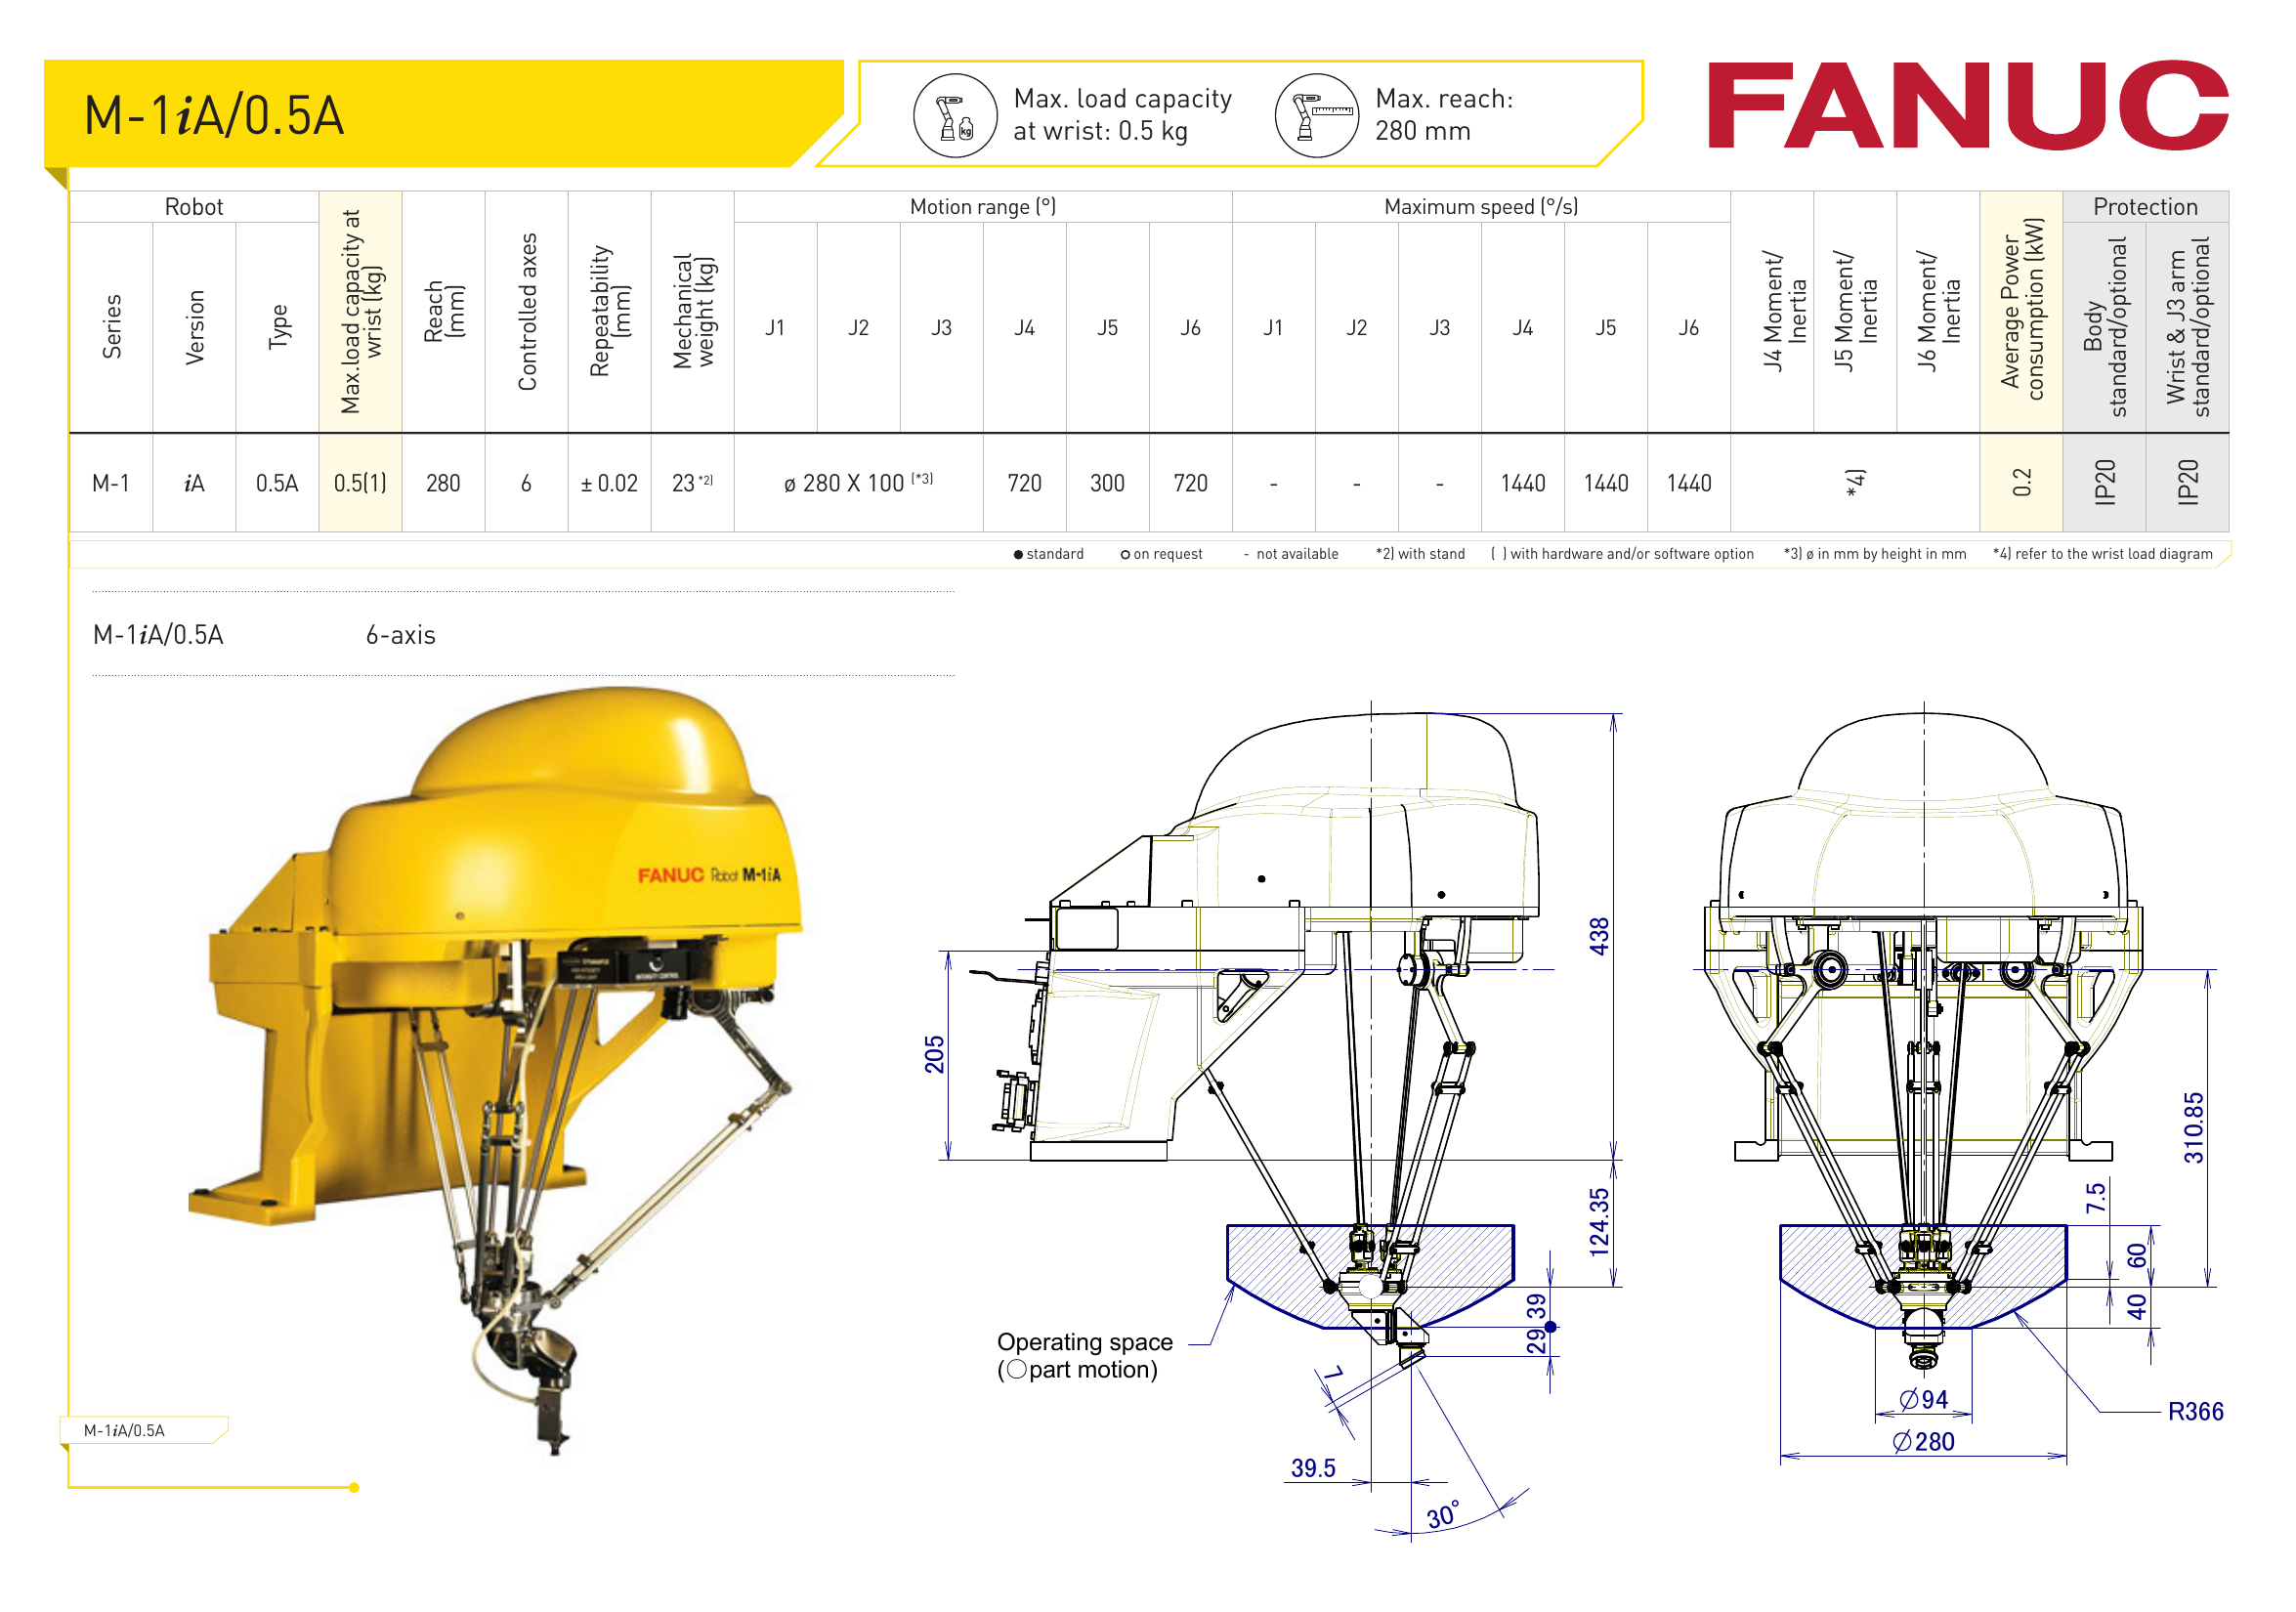 M-1iA/0.5A
Max. load capacity
at wrist: 0.5 kg
kg
Max. reach:
280 mm
FANUC
Robot
Series
Version
Type
Max.load capacity at
wrist (kg)
Reach
(mm)
Controlled axes
Repeatability
(mm)
Mechanical
weight (kg)
Motion range (°)
J1 J2 J3 J4 J5 J6
Maximum speed (°/s)
J1 J2 J3 J4 J5 J6
J4 Moment/
Inertia
J5 Moment/
Inertia
J6 Moment/
Inertia
Average Power
consumption (kW)
Protection
Body
standard/optional
Wrist & J3 arm
standard/optional
M-1 iA 0.5A 0.5(1) 280 6 ± 0.02 23 *2) ø 280 X 100 (*3) 720 300 720 - - - 1440 1440 1440 *4) 0.2 IP20 IP20
● standard ○ on request - not available *2) with stand ( ) with hardware and/or software option *3) ø in mm by height in mm *4) refer to the wrist load diagram
M-1iA/0.5A 6-axis
FANUC Robot M-1iA
INTENSITY CONTROL
438
205
124.35
29.39
Operating space
(○part motion)
7
39.5
30°
310.85
7.5
60
40
Ø94
Ø280
R366
M-1iA/0.5A